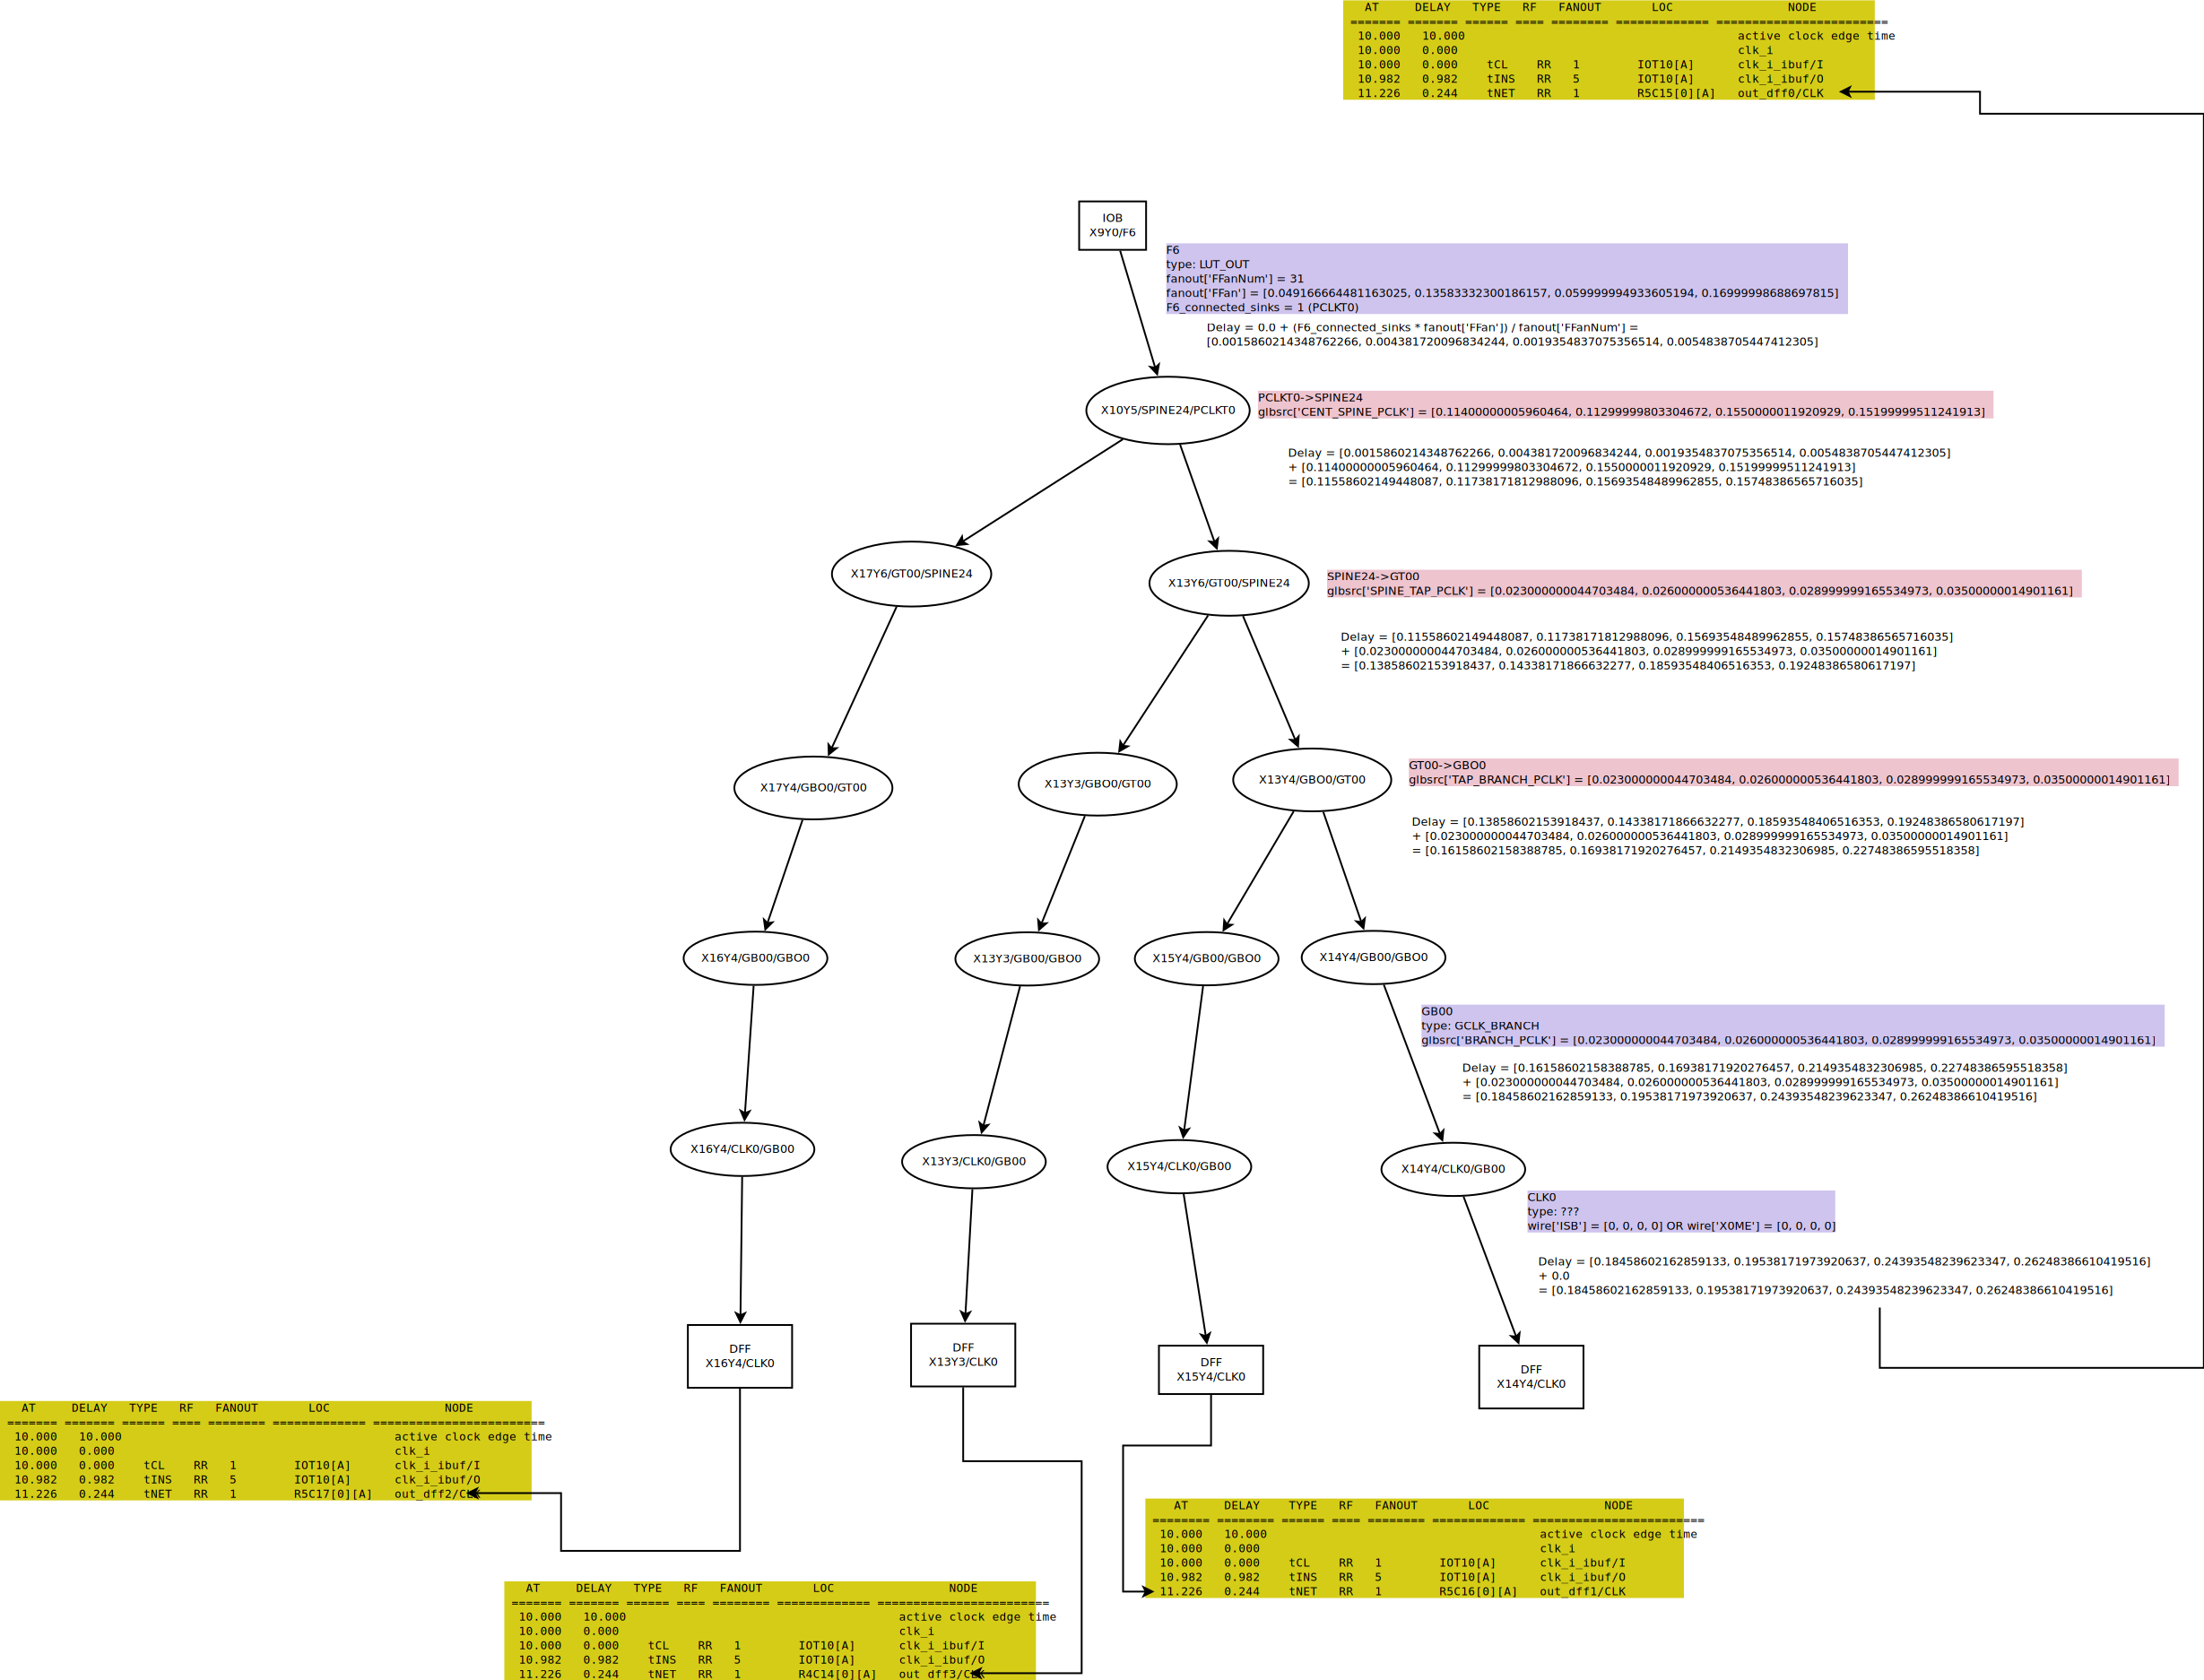 AT DELAY TYPE RF FANOUT LOC NODE
======= ======= ====== ==== ======== ============= ========================
10.000 10.000 active clock edge time
10.000 0.000 clk_i
10.000 0.000 tCL RR 1 IOT10[A] clk_i_ibuf/I
10.982 0.982 tINS RR 5 IOT10[A] clk_i_ibuf/O
11.226 0.244 tNET RR 1 R5C15[0][A] out_dff0/CLK
IOB
X9Y0/F6
F6
type: LUT_OUT
fanout['FFanNum'] = 31
fanout['FFan'] = [0.049166664481163025, 0.13583332300186157, 0.059999994933605194, 0.16999998688697815]
F6_connected_sinks = 1 (PCLKT0)
Delay = 0.0 + (F6_connected_sinks * fanout['FFan']) / fanout['FFanNum'] =
[0.0015860214348762266, 0.004381720096834244, 0.0019354837075356514, 0.0054838705447412305]
X10Y5/SPINE24/PCLKT0
PCLKT0->SPINE24
glbsrc['CENT_SPINE_PCLK'] = [0.11400000005960464, 0.11299999803304672, 0.1550000011920929, 0.15199999511241913]
Delay = [0.0015860214348762266, 0.004381720096834244, 0.0019354837075356514, 0.0054838705447412305]
+ [0.11400000005960464, 0.11299999803304672, 0.1550000011920929, 0.15199999511241913]
= [0.11558602149448087, 0.11738171812988096, 0.15693548489962855, 0.15748386565716035]
X17Y6/GT00/SPINE24
X13Y6/GT00/SPINE24
SPINE24->GT00
glbsrc['SPINE_TAP_PCLK'] = [0.023000000044703484, 0.026000000536441803, 0.028999999165534973, 0.03500000014901161]
Delay = [0.11558602149448087, 0.11738171812988096, 0.15693548489962855, 0.15748386565716035]
+ [0.023000000044703484, 0.026000000536441803, 0.028999999165534973, 0.03500000014901161]
= [0.13858602153918437, 0.14338171866632277, 0.18593548406516353, 0.19248386580617197]
X17Y4/GBO0/GT00
X13Y3/GBO0/GT00
X13Y4/GBO0/GT00
GT00->GBO0
glbsrc['TAP_BRANCH_PCLK'] = [0.023000000044703484, 0.026000000536441803, 0.028999999165534973, 0.03500000014901161]
Delay = [0.13858602153918437, 0.14338171866632277, 0.18593548406516353, 0.19248386580617197]
+ [0.023000000044703484, 0.026000000536441803, 0.028999999165534973, 0.03500000014901161]
= [0.16158602158388785, 0.16938171920276457, 0.2149354832306985, 0.22748386595518358]
X16Y4/GB00/GBO0
X13Y3/GB00/GBO0
X15Y4/GB00/GBO0
X14Y4/GB00/GBO0
GB00
type: GCLK_BRANCH
glbsrc['BRANCH_PCLK'] = [0.023000000044703484, 0.026000000536441803, 0.028999999165534973, 0.03500000014901161]
Delay = [0.16158602158388785, 0.16938171920276457, 0.2149354832306985, 0.22748386595518358]
+ [0.023000000044703484, 0.026000000536441803, 0.028999999165534973, 0.03500000014901161]
= [0.18458602162859133, 0.19538171973920637, 0.24393548239623347, 0.26248386610419516]
X16Y4/CLK0/GB00
X13Y3/CLK0/GB00
X15Y4/CLK0/GB00
X14Y4/CLK0/GB00
CLK0
type: ???
wire['ISB'] = [0, 0, 0, 0] OR wire['X0ME'] = [0, 0, 0, 0]
Delay = [0.18458602162859133, 0.19538171973920637, 0.24393548239623347, 0.26248386610419516]
+ 0.0
= [0.18458602162859133, 0.19538171973920637, 0.24393548239623347, 0.26248386610419516]
DFF
X16Y4/CLK0
DFF
X13Y3/CLK0
DFF
X15Y4/CLK0
DFF
X14Y4/CLK0
AT DELAY TYPE RF FANOUT LOC NODE
======= ======= ====== ==== ======== ============= ========================
10.000 10.000 active clock edge time
10.000 0.000 clk_i
10.000 0.000 tCL RR 1 IOT10[A] clk_i_ibuf/I
10.982 0.982 tINS RR 5 IOT10[A] clk_i_ibuf/O
11.226 0.244 tNET RR 1 R5C17[0][A] out_dff2/CLK
AT DELAY TYPE RF FANOUT LOC NODE
======== ======== ====== ==== ======== ============= ========================
10.000 10.000 active clock edge time
10.000 0.000 clk_i
10.000 0.000 tCL RR 1 IOT10[A] clk_i_ibuf/I
10.982 0.982 tINS RR 5 IOT10[A] clk_i_ibuf/O
11.226 0.244 tNET RR 1 R5C16[0][A] out_dff1/CLK
AT DELAY TYPE RF FANOUT LOC NODE
======= ======= ====== ==== ======== ============= ========================
10.000 10.000 active clock edge time
10.000 0.000 clk_i
10.000 0.000 tCL RR 1 IOT10[A] clk_i_ibuf/I
10.982 0.982 tINS RR 5 IOT10[A] clk_i_ibuf/O
11.226 0.244 tNET RR 1 R4C14[0][A] out_dff3/CLK